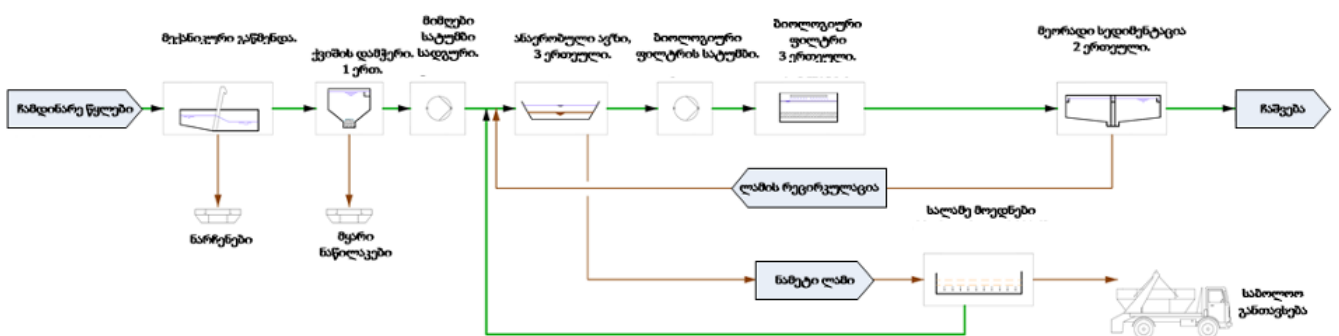 მექანიკური გაწმენდა.
ქვიშის დამჭერი.
1 ერთ.
მიმღები
სატუმბი
სადგური.
ანაერობული ავზი,
3 ერთეული.
ბიოლოგიური
ფილტრის სატუმბი.
ბიოლოგიური
ფილტრი
3 ერთეული.
მეორადი სედიმენტაცია
2 ერთეული.
ჩამდინარე წყლები
ჩაშვება
ლამის რეცირკულაცია
ნარჩენები
მყარი
ნაწილაკები
სალამე მოედნები
ნამეტი ლამი
საბოლოო
განთავსება